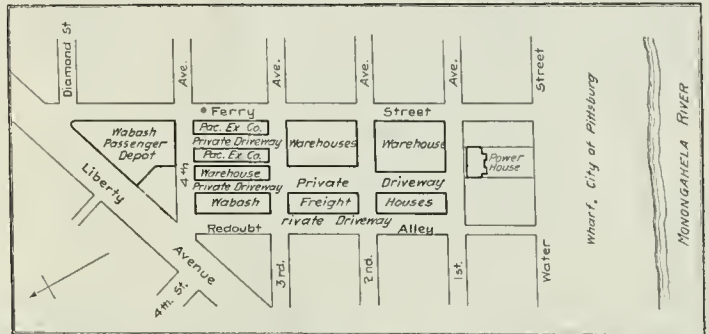 Diamond St
Ave.
Ave.
Ave.
Ave.
Street
Ferry Street
Wabash
Passenger
Depot
Pac. Ex Co.
Private Driveway
Pac. Ex Co.
Warehouse
Private Driveway
Wabash
Warehouses
Warehouse
Private Driveway
Freight
Houses
rivate Driveway
Power
House
Wharf, City of Pittsburg
MONONGAHELA RIVER
4th
Liberty
Avenue
Redoubt Alley
4th. St.
3rd.
2nd.
1st.
Water